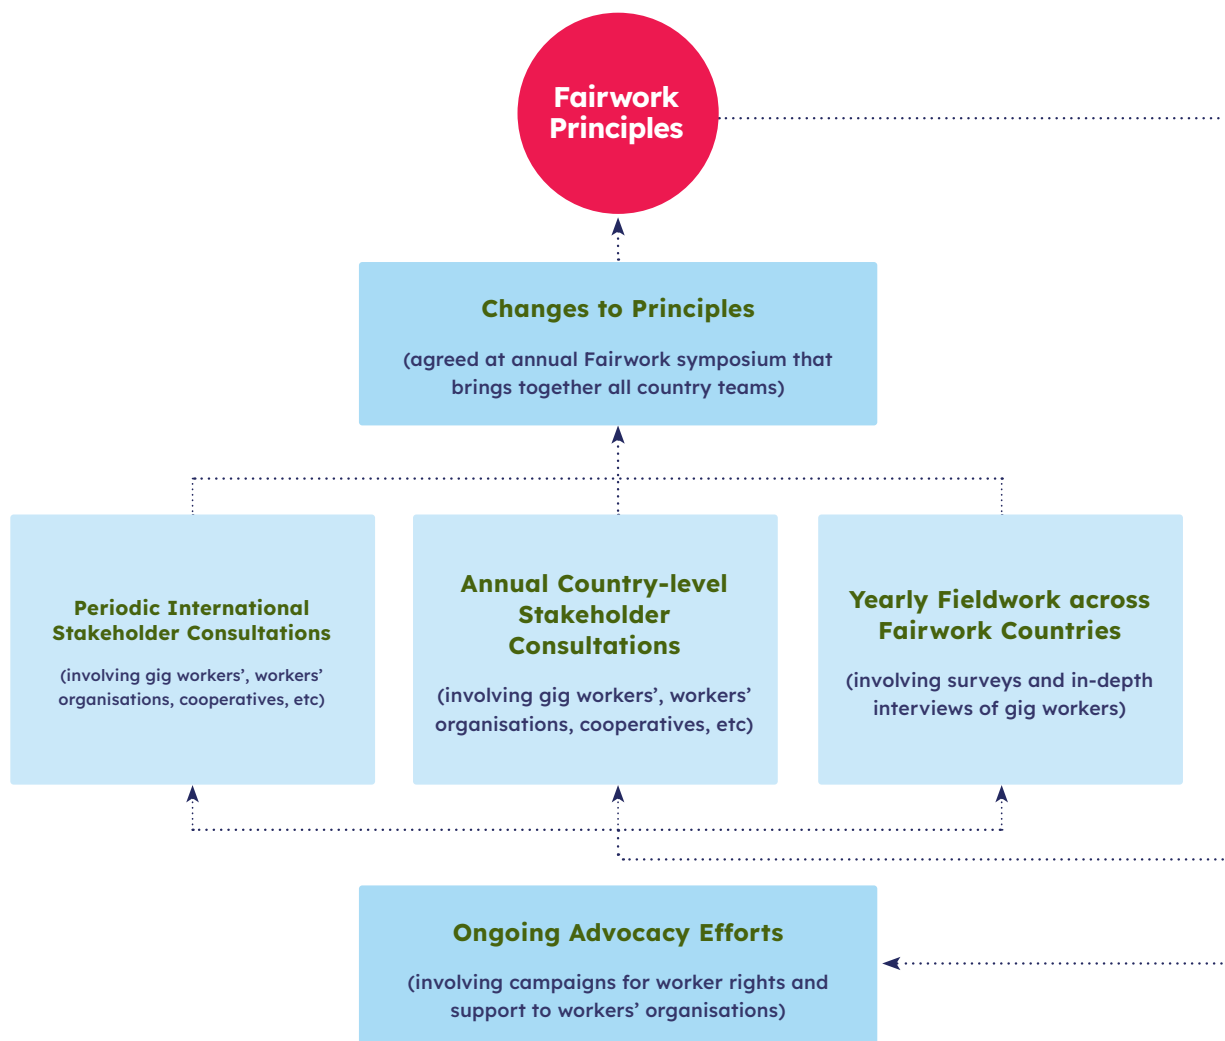 Fairwork
Principles
Changes to Principles
(agreed at annual Fairwork symposium that
brings together all country teams)
Periodic International
Stakeholder Consultations
(involving gig workers’, workers’
organisations, cooperatives, etc)
Annual Country-level
Stakeholder
Consultations
(involving gig workers’, workers’
organisations, cooperatives, etc)
Yearly Fieldwork across
Fairwork Countries
(involving surveys and in-depth
interviews of gig workers)
Ongoing Advocacy Efforts
(involving campaigns for worker rights and
support to workers’ organisations)